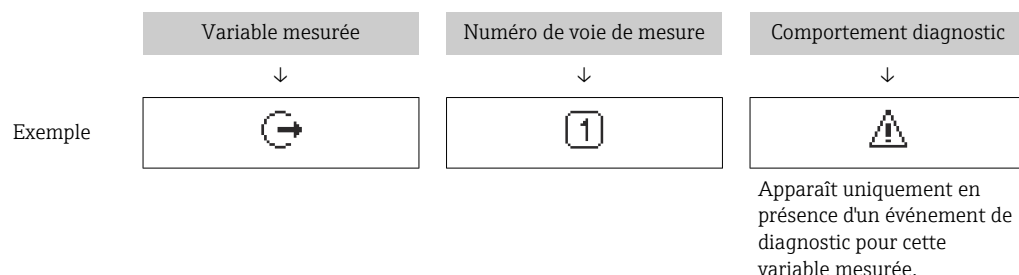 Variable mesurée Numéro de voie de mesure Comportement diagnostic
↓ ↓ ↓
Exemple 1
Apparaît uniquement en
présence d'un événement de
diagnostic pour cette
variable mesurée.